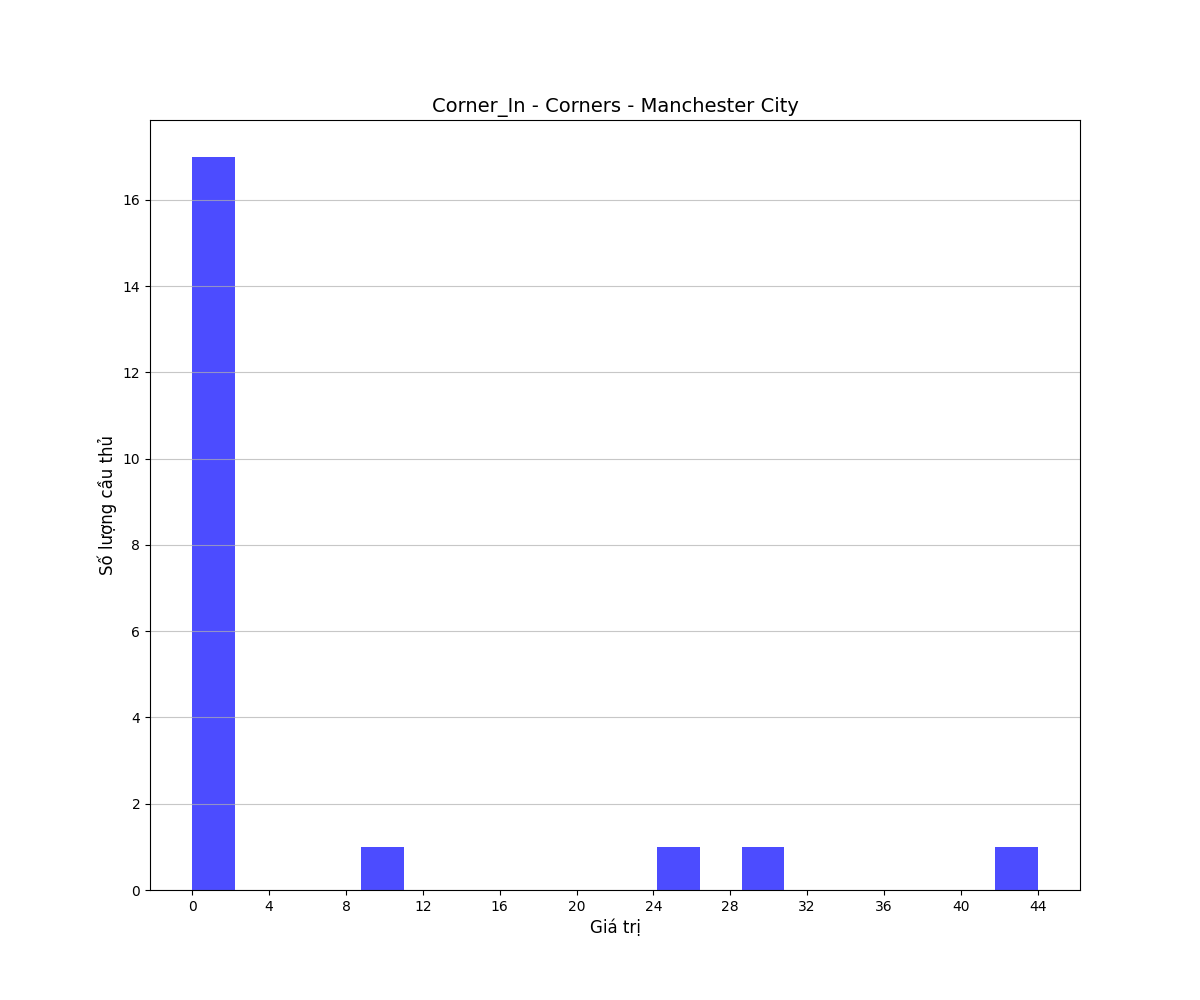 Corner_In - Corners - Manchester City
Số lượng cầu thủ
16
14
12
10
8
6
4
2
0
0 4 8 12 16 20 24 28 32 36 40 44
Giá trị